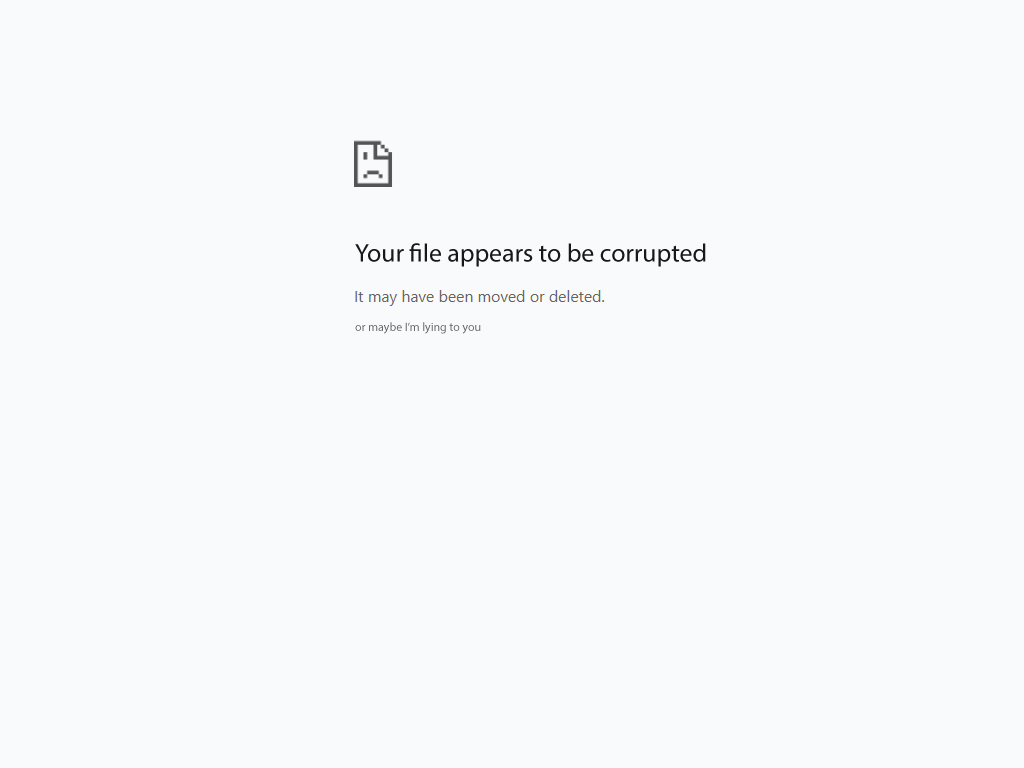 Your file appears to be corrupted
It may have been moved or deleted.
or maybe I'm lying to you